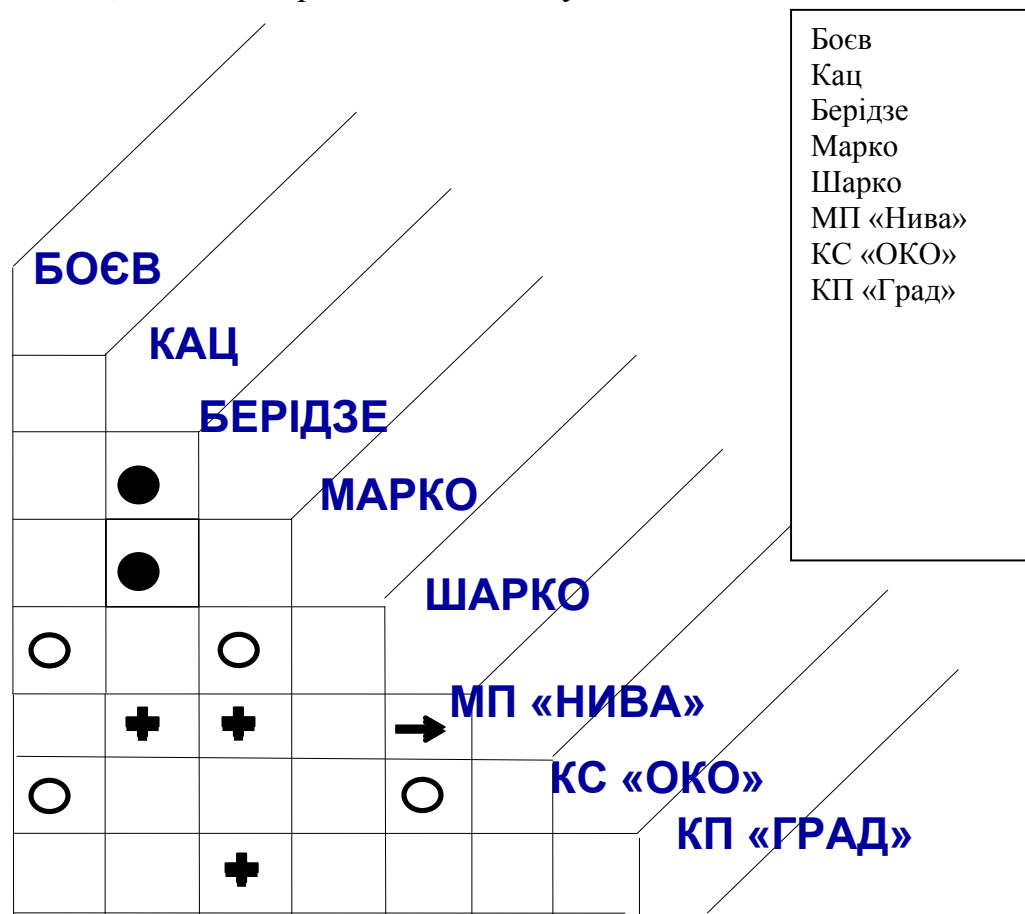 БОЄВ
КАЦ
БЕРІДЗЕ
МАРКО
ШАРКО
МП «НИВА»
КС «ОКО»
КП «ГРАД»
Боєв
Кац
Берідзе
Марко
Шарко
МП «Нива»
КС «ОКО»
КП «Град»